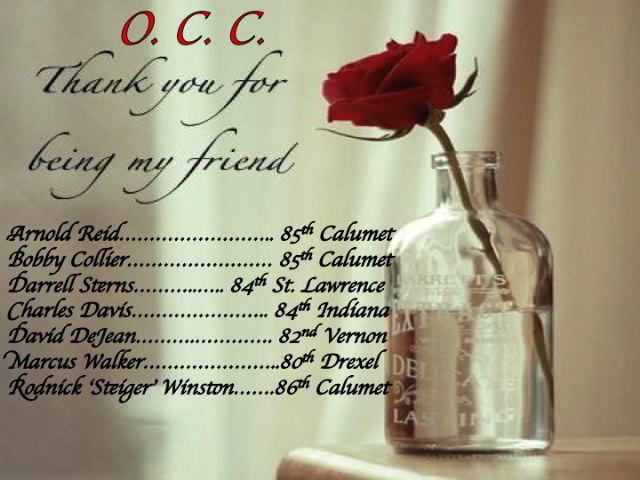 O. C. C.
Thank you for
being my friend
Arnold Reid.......................... 85th Calumet
Bobby Collier........................ 85th Calumet
Darrell Sterns................ 84th St. Lawrence
Charles Davis....................... 84th Indiana
David DeJean....................... 82nd Vernon
Marcus Walker.......................80th Drexel
Rodnick ‘Steiger’ Winston.......86th Calumet
LASTING